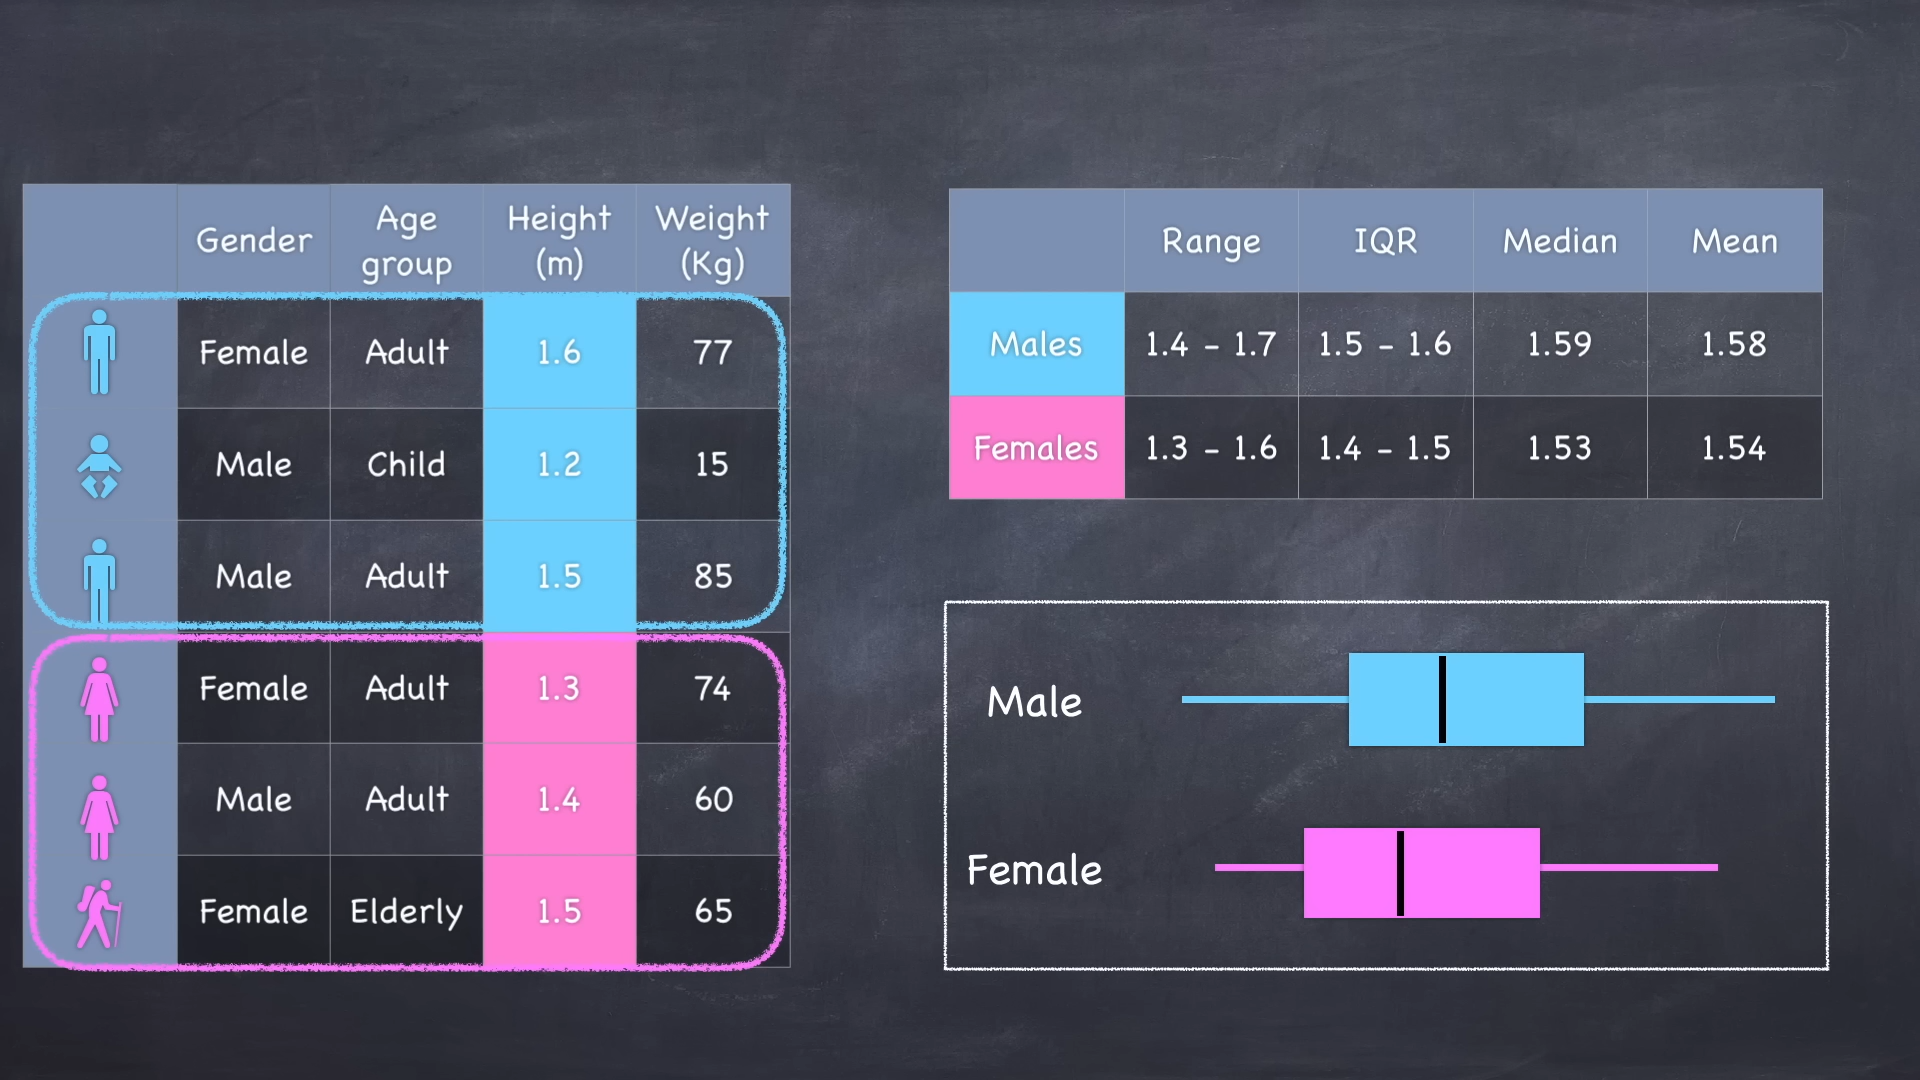 Gender Age group Height (m) Weight (Kg)
Female Adult 1.6 77
Male Child 1.2 15
Male Adult 1.5 85
Female Adult 1.3 74
Male Adult 1.4 60
Female Elderly 1.5 65
Range IQR Median Mean
Males 1.4 - 1.7 1.5 - 1.6 1.59 1.58
Females 1.3 - 1.6 1.4 - 1.5 1.53 1.54
Male
Female